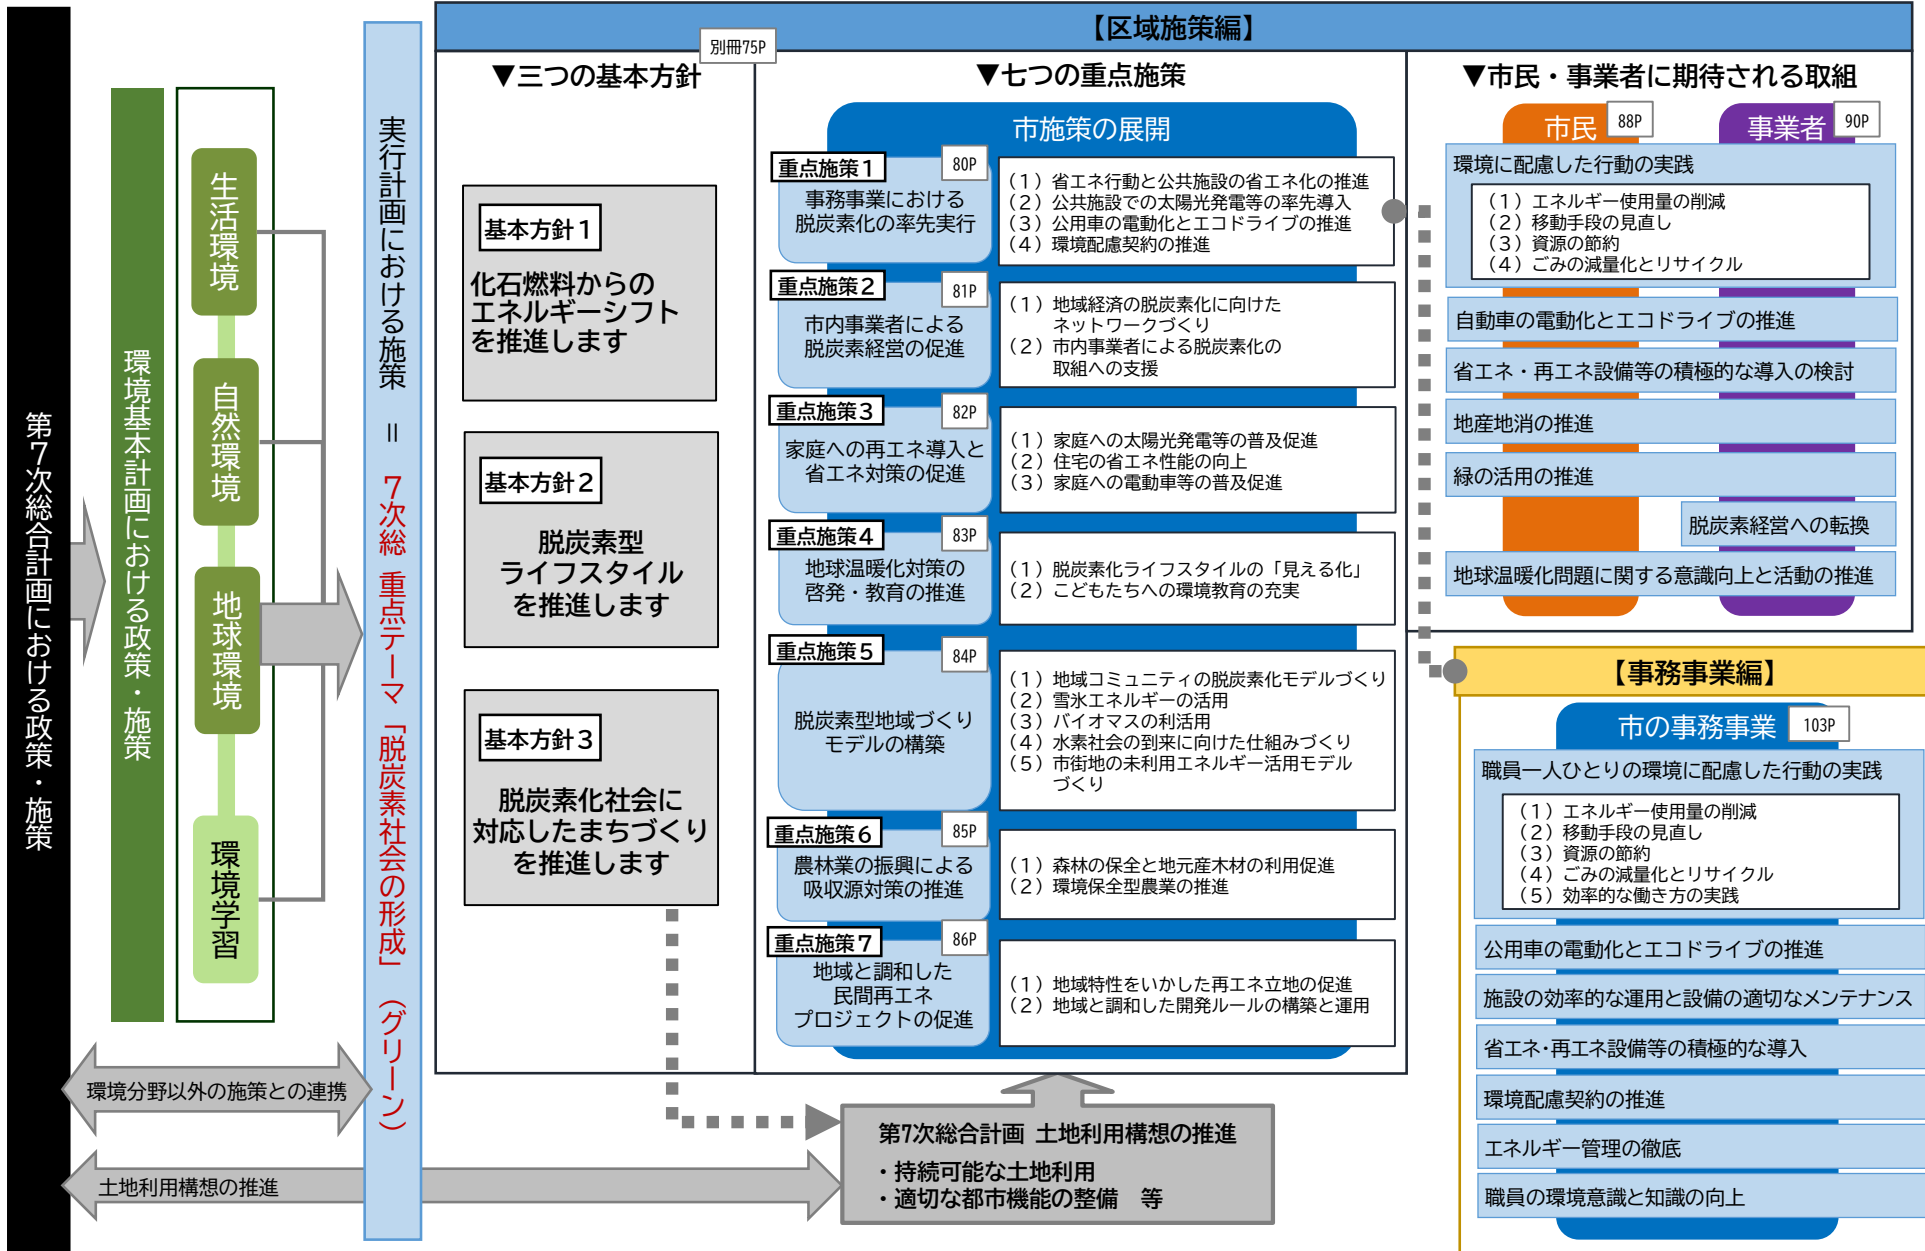 第7次総合計画における政策・施策
環境基本計画における政策・施策
生活環境
自然環境
地球環境
環境学習
実行計画における施策 ＝ 7次総 重点テーマ「脱炭素社会の形成」（グリーン）
環境分野以外の施策との連携
土地利用構想の推進
【区域施策編】
別冊75P
▼三つの基本方針
基本方針1
化石燃料からの
エネルギーシフト
を推進します
基本方針2
脱炭素型
ライフスタイル
を推進します
基本方針3
脱炭素化社会に
対応したまちづくり
を推進します
▼七つの重点施策
市施策の展開
重点施策1
80P
事務事業における
脱炭素化の率先実行
（1）省エネ行動と公共施設の省エネ化の推進
（2）公共施設での太陽光発電等の率先導入
（3）公用車の電動化とエコドライブの推進
（4）環境配慮契約の推進
重点施策2
81P
市内事業者による
脱炭素経営の促進
（1）地域経済の脱炭素化に向けた
ネットワークづくり
（2）市内事業者による脱炭素化の
取組への支援
重点施策3
82P
家庭への再エネ導入と
省エネ対策の促進
（1）家庭への太陽光発電等の普及促進
（2）住宅の省エネ性能の向上
（3）家庭への電動車等の普及促進
重点施策4
83P
地球温暖化対策の
啓発・教育の推進
（1）脱炭素化ライフスタイルの「見える化」
（2）こどもたちへの環境教育の充実
重点施策5
84P
脱炭素型地域づくり
モデルの構築
（1）地域コミュニティの脱炭素化モデルづくり
（2）雪氷エネルギーの活用
（3）バイオマスの利活用
（4）水素社会の到来に向けた仕組みづくり
（5）市街地の未利用エネルギー活用モデル
づくり
重点施策6
85P
農林業の振興による
吸収源対策の推進
（1）森林の保全と地元産木材の利用促進
（2）環境保全型農業の推進
重点施策7
86P
地域と調和した
民間再エネ
プロジェクトの促進
（1）地域特性をいかした再エネ立地の促進
（2）地域と調和した開発ルールの構築と運用
第7次総合計画 土地利用構想の推進
・持続可能な土地利用
・適切な都市機能の整備　等
▼市民・事業者に期待される取組
市民
88P
事業者
90P
環境に配慮した行動の実践
（1）エネルギー使用量の削減
（2）移動手段の見直し
（3）資源の節約
（4）ごみの減量化とリサイクル
自動車の電動化とエコドライブの推進
省エネ・再エネ設備等の積極的な導入の検討
地産地消の推進
緑の活用の推進
脱炭素経営への転換
地球温暖化問題に関する意識向上と活動の推進
【事務事業編】
市の事務事業
103P
職員一人ひとりの環境に配慮した行動の実践
（1）エネルギー使用量の削減
（2）移動手段の見直し
（3）資源の節約
（4）ごみの減量化とリサイクル
（5）効率的な働き方の実践
公用車の電動化とエコドライブの推進
施設の効率的な運用と設備の適切なメンテナンス
省エネ・再エネ設備等の積極的な導入
環境配慮契約の推進
エネルギー管理の徹底
職員の環境意識と知識の向上